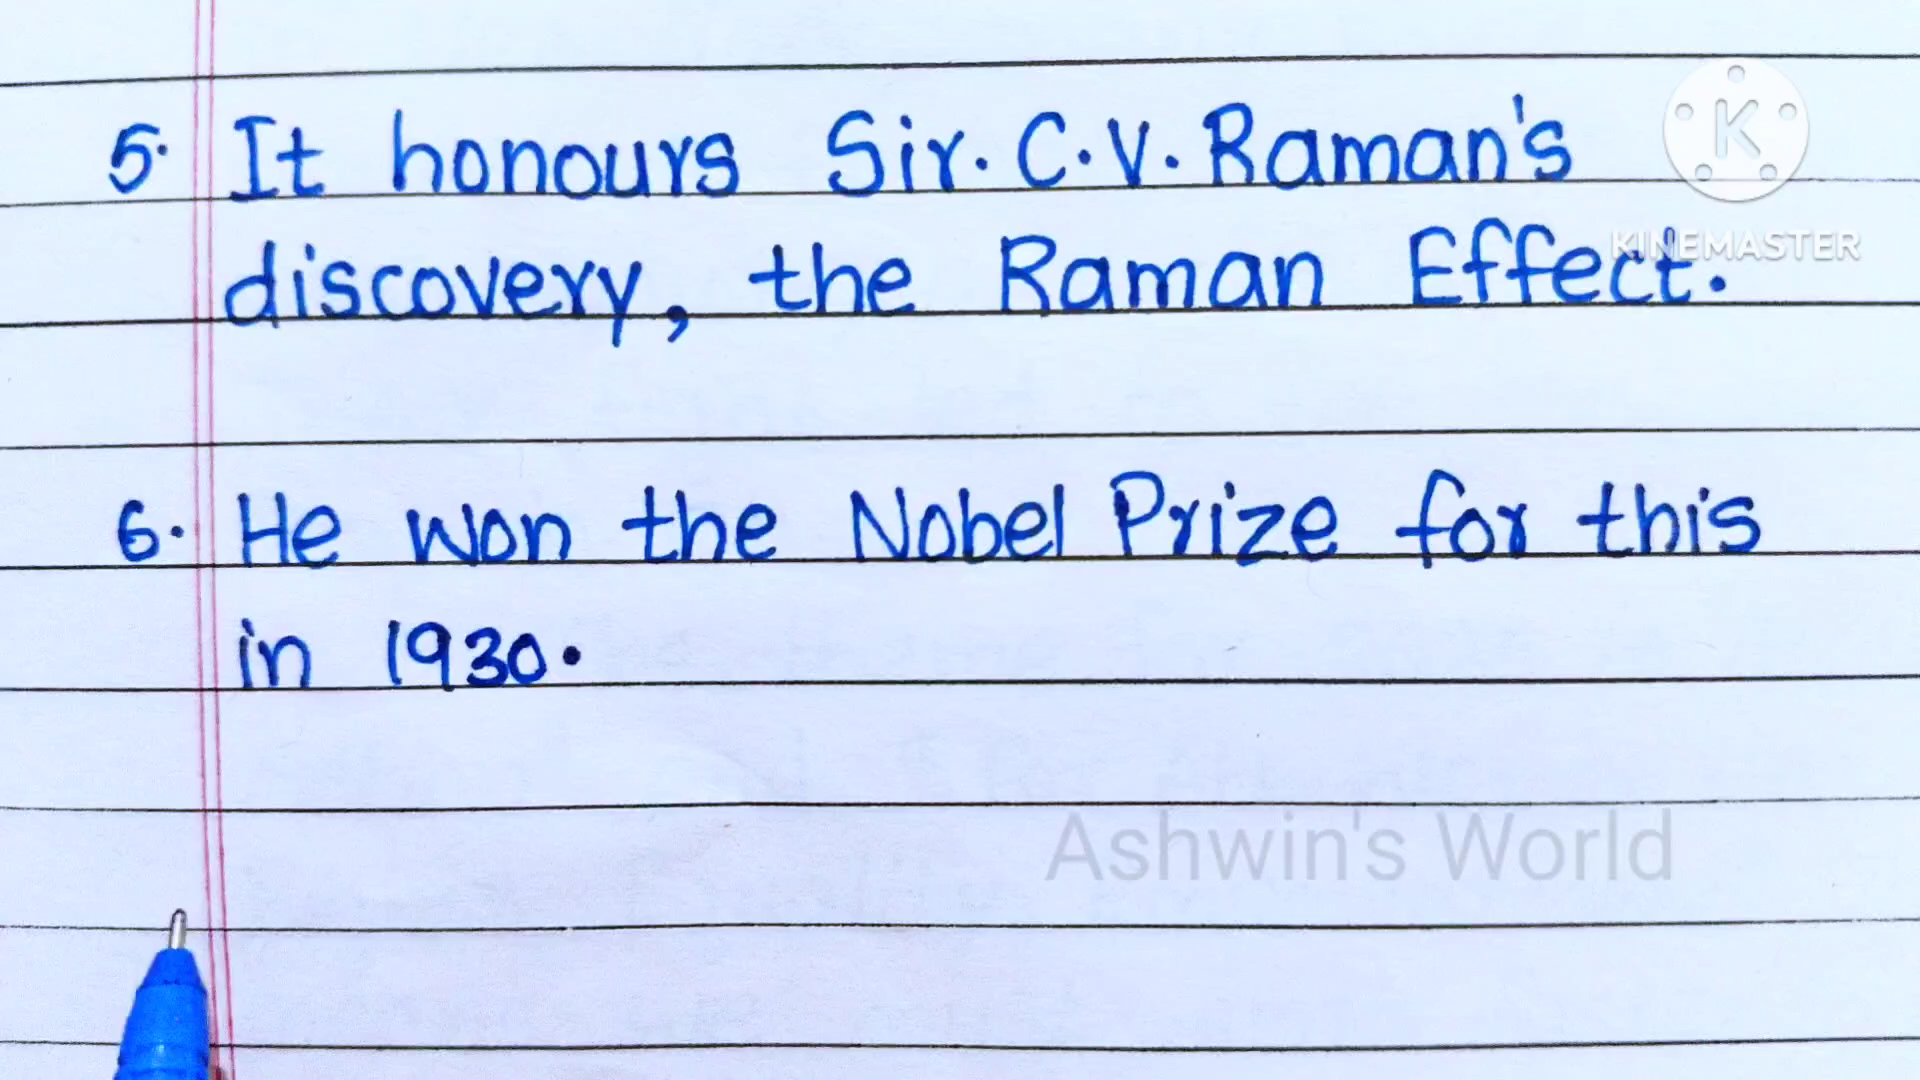 5. It honours Sir. C.V. Raman's
discovery, the Raman Effect.
6. He won the Nobel Prize for this
in 1930.
K
KINEMASTER
Ashwin's World